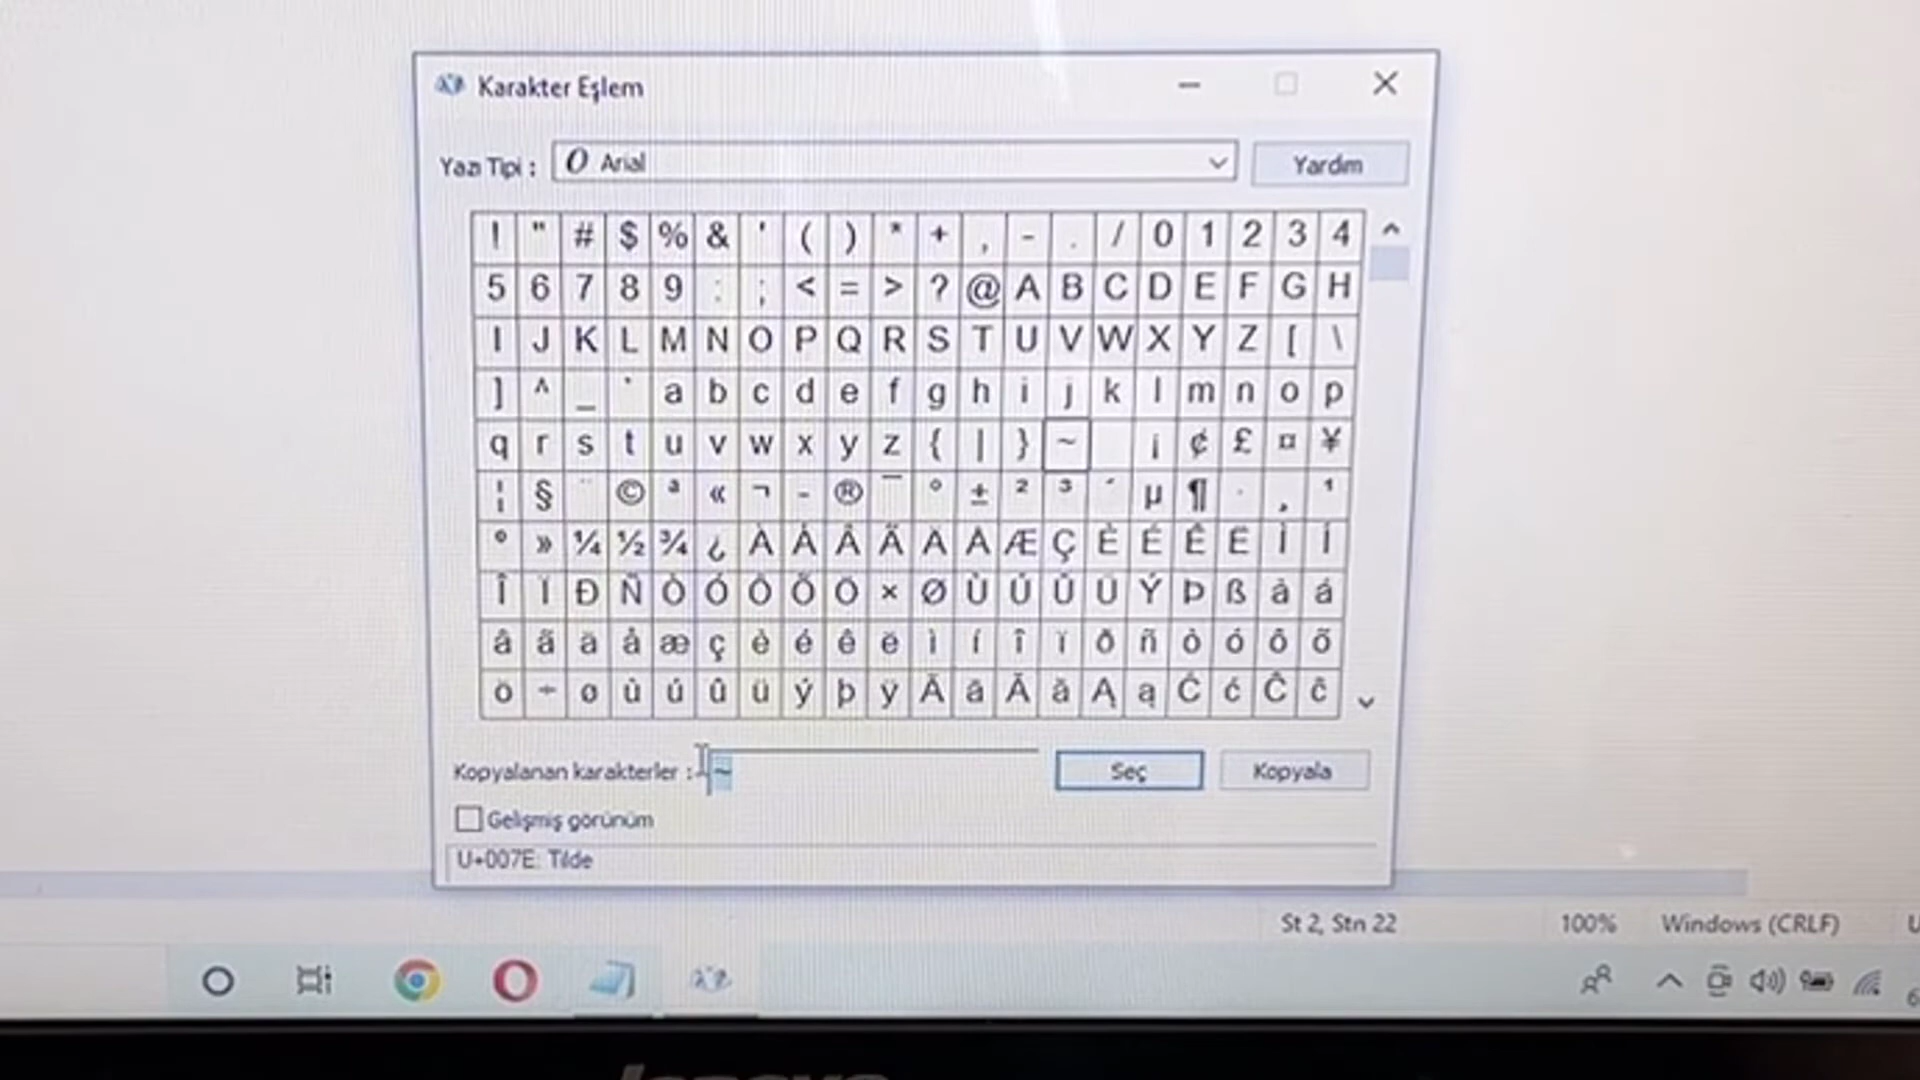 Karakter Eşlem
Yazı Tipi : O Arial Yardım
! " # $ % & ' ( ) * + , - . / 0 1 2 3 4
5 6 7 8 9 : ; < = > ? @ A B C D E F G H
I J K L M N O P Q R S T U V W X Y Z [ \
] ^ _ ` a b c d e f g h i j k l m n o p
q r s t u v w x y z { | } ~ ¡ ¢ £ ¤ ¥
¦ § ¨ © ª « ¬ - ® ¯ ° ± ² ³ ´ µ ¶ · ¸ ¹
º » ¼ ½ ¾ ¿ À Á Â Ã Ä Å Æ Ç È É Ê Ë Ì Í
Î Ï Ð Ñ Ò Ó Ô Õ Ö × Ø Ù Ú Û Ü Ý Þ ß à á
â ã ä å æ ç è é ê ë ì í î ï ð ñ ò ó ô õ
ö ÷ ø ù ú û ü ý þ ÿ Ā ā Ă ă Ą ą Ć ć Ĉ ĉ
Kopyalanan karakterler : ~ Seç Kopyala
Gelişmiş görünüm
U+007E: Tilde
St 2, Stn 22 100% Windows (CRLF)